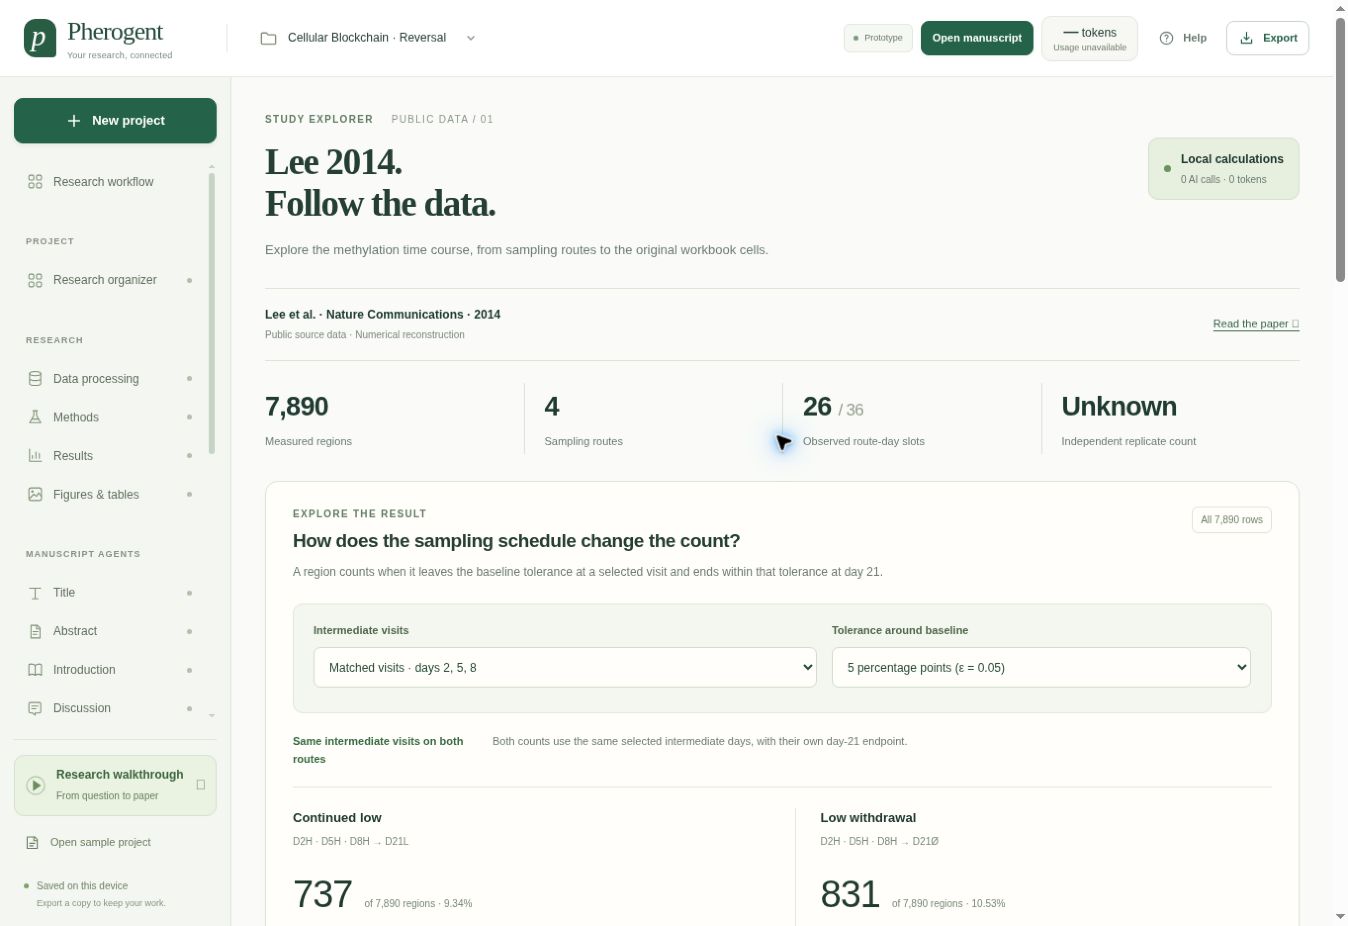 p
Pherogent
Your research, connected
Cellular Blockchain · Reversal
Prototype
Open manuscript
— tokens
Usage unavailable
Help
Export
New project
Research workflow
PROJECT
Research organizer
RESEARCH
Data processing
Methods
Results
Figures & tables
MANUSCRIPT AGENTS
Title
Abstract
Introduction
Discussion
Research walkthrough
From question to paper
Open sample project
Saved on this device
Export a copy to keep your work.
STUDY EXPLORER PUBLIC DATA / 01
Lee 2014.
Follow the data.
Explore the methylation time course, from sampling routes to the original workbook cells.
Local calculations
0 AI calls · 0 tokens
Lee et al. · Nature Communications · 2014
Public source data · Numerical reconstruction
Read the paper
7,890
Measured regions
4
Sampling routes
26 / 36
Observed route-day slots
Unknown
Independent replicate count
EXPLORE THE RESULT
How does the sampling schedule change the count?
A region counts when it leaves the baseline tolerance at a selected visit and ends within that tolerance at day 21.
All 7,890 rows
Intermediate visits
Matched visits · days 2, 5, 8
Tolerance around baseline
5 percentage points (ε = 0.05)
Same intermediate visits on both
routes
Both counts use the same selected intermediate days, with their own day-21 endpoint.
Continued low
D2H · D5H · D8H → D21L
737 of 7,890 regions · 9.34%
Low withdrawal
D2H · D5H · D8H → D21Ø
831 of 7,890 regions · 10.53%